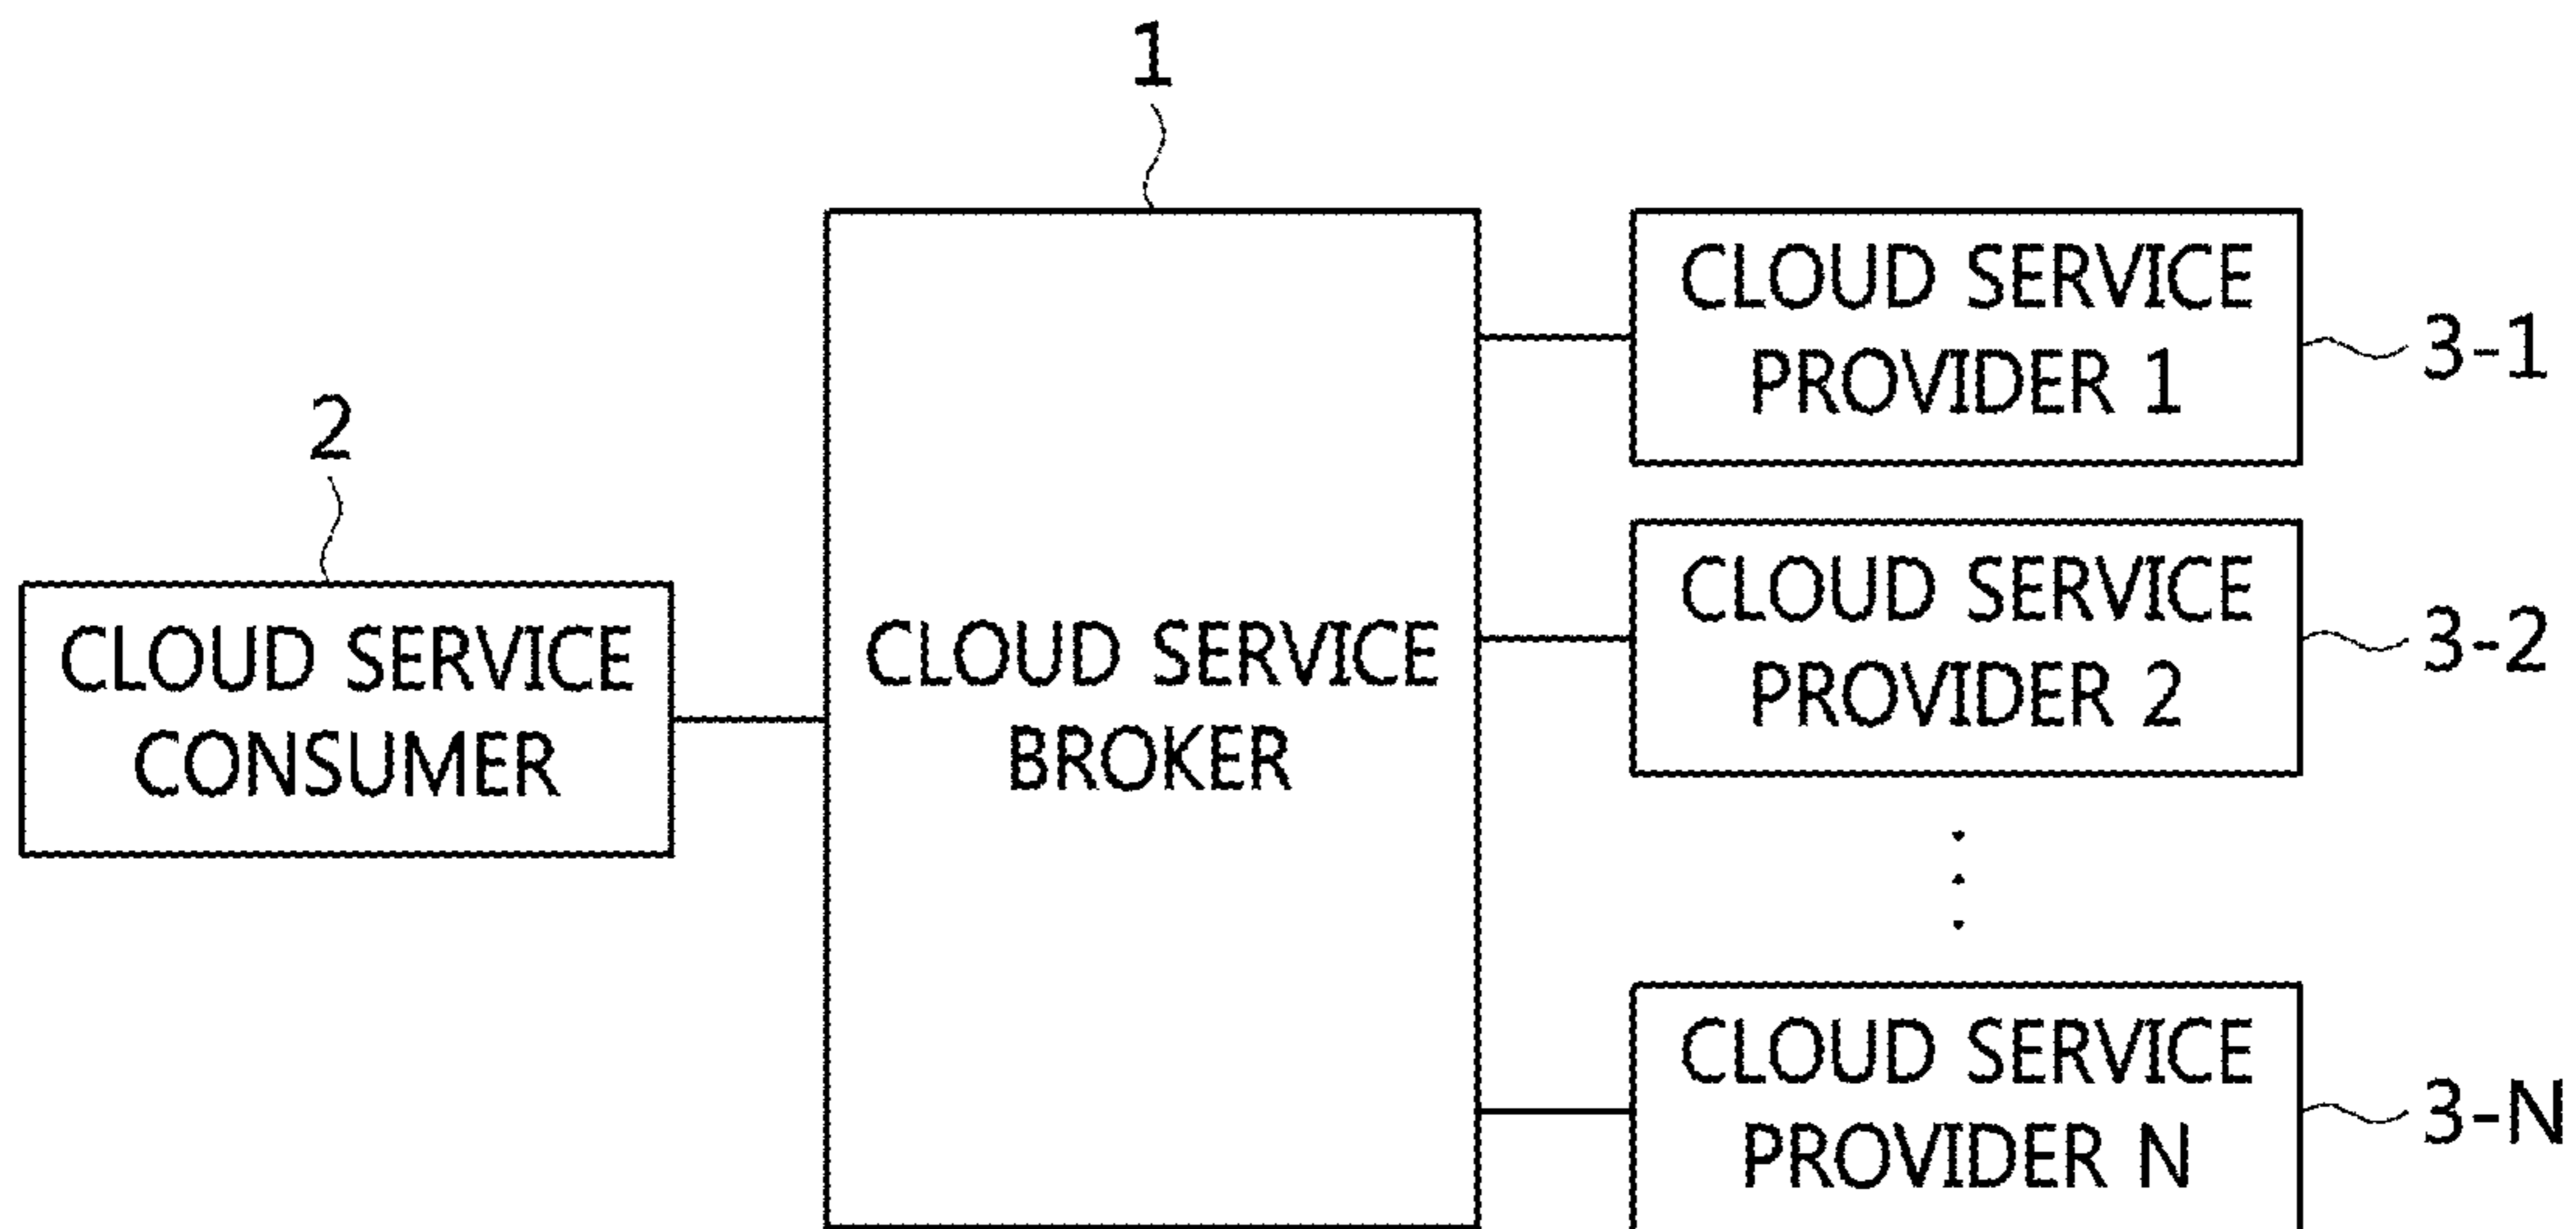 1
2
CLOUD SERVICE
CONSUMER
CLOUD SERVICE
BROKER
CLOUD SERVICE
PROVIDER 1
3-1
CLOUD SERVICE
PROVIDER 2
3-2
CLOUD SERVICE
PROVIDER N
3-N